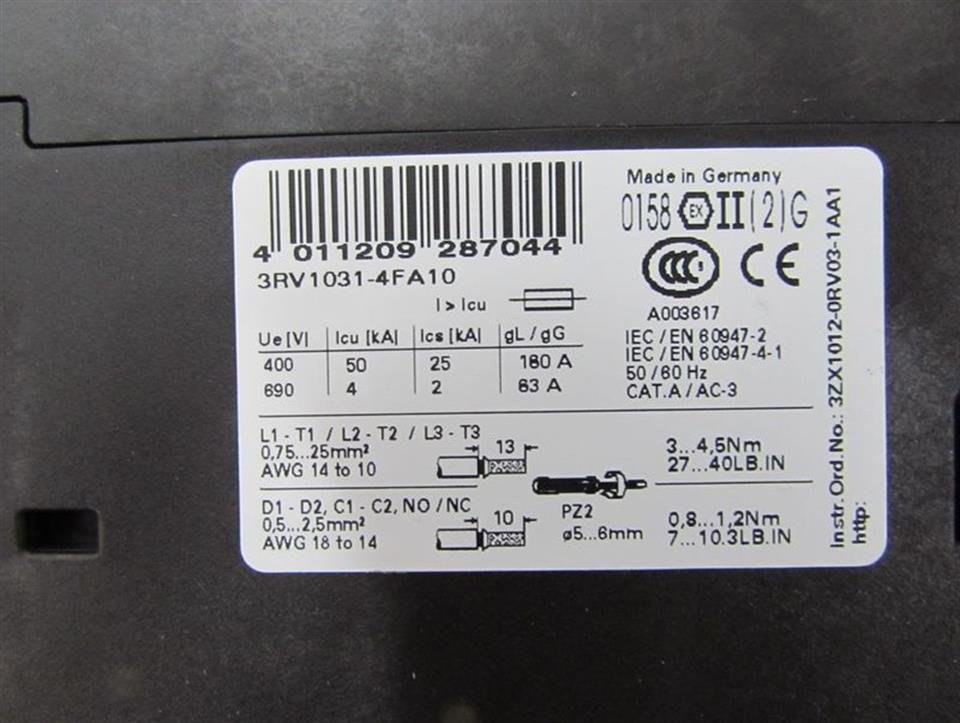 4 011209 287044
3RV1031-4FA10
I > Icu
Ue [V] Icu [kA] Ics [kA] gL / gG
400 50 25 160 A
690 4 2 63 A
Made in Germany
0158 EX II (2) G
CCC CE
A003617
IEC / EN 60947-2
IEC / EN 60947-4-1
50 / 60 Hz
CAT. A / AC-3
L1 - T1 / L2 - T2 / L3 - T3
0,75...25mm²
AWG 14 to 10
13
3...4,5Nm
27...40LB.IN
D1 - D2, C1 - C2, NO / NC
0,5...2,5mm²
AWG 18 to 14
10
PZ2
ø5...6mm
0,8...1,2Nm
7...10.3LB.IN
Instr.Ord.No.: 3ZX1012-0RV03-1AA1
http: